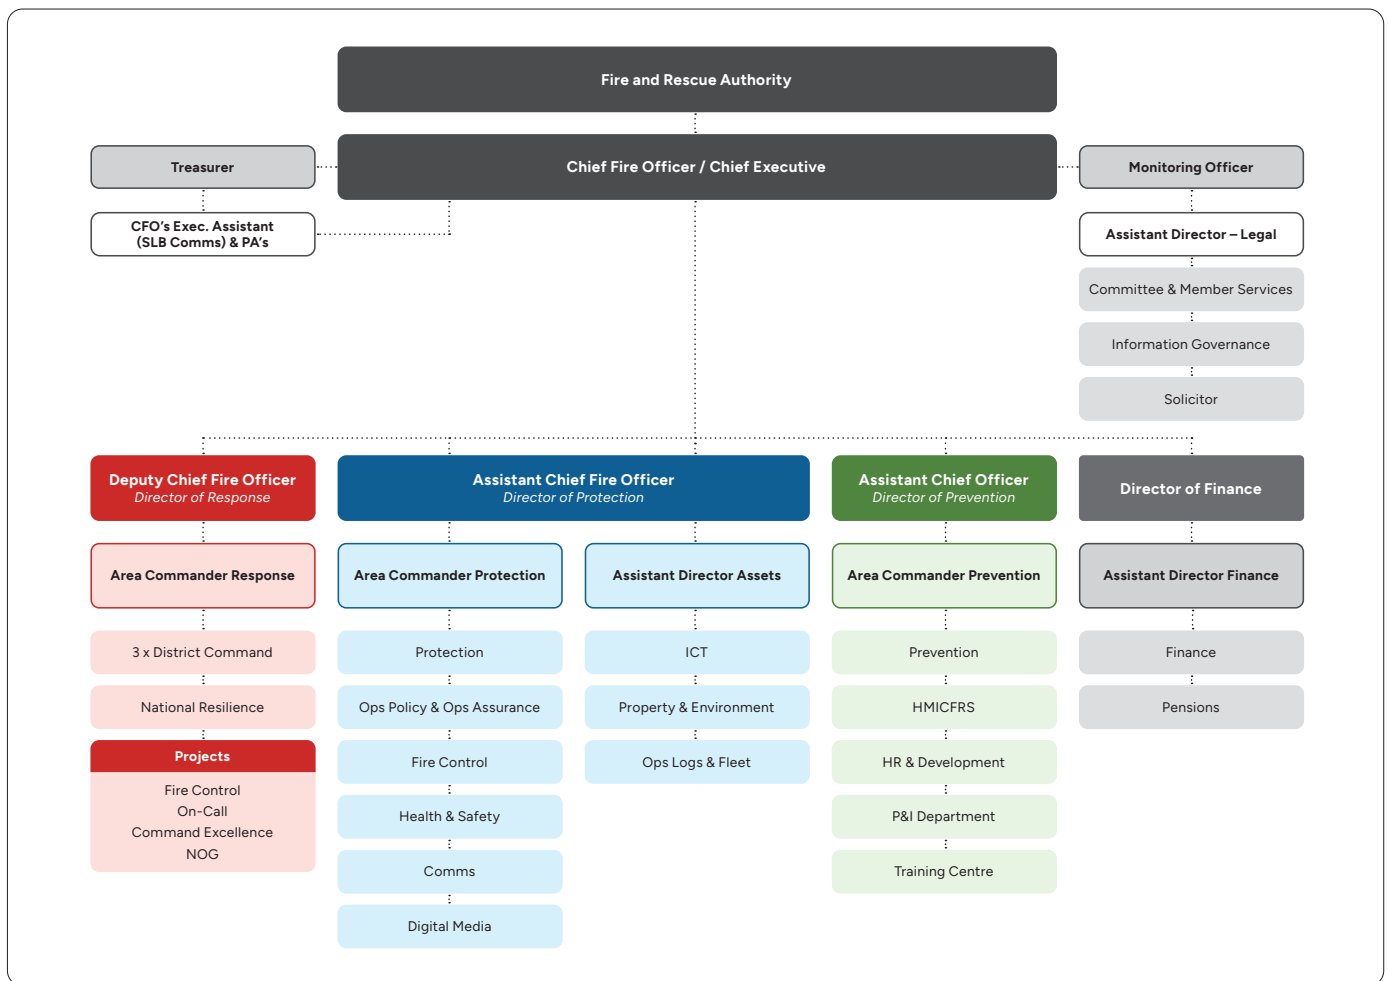 Fire and Rescue Authority
Chief Fire Officer / Chief Executive
Treasurer
CFO’s Exec. Assistant
(SLB Comms) & PA’s
Monitoring Officer
Assistant Director – Legal
Committee & Member Services
Information Governance
Solicitor
Deputy Chief Fire Officer
Director of Response
Area Commander Response
3 x District Command
National Resilience
Projects
Fire Control
On-Call
Command Excellence
NOG
Assistant Chief Fire Officer
Director of Protection
Area Commander Protection
Protection
Ops Policy & Ops Assurance
Fire Control
Health & Safety
Comms
Digital Media
Assistant Director Assets
ICT
Property & Environment
Ops Logs & Fleet
Assistant Chief Officer
Director of Prevention
Area Commander Prevention
Prevention
HMICFRS
HR & Development
P&I Department
Training Centre
Director of Finance
Assistant Director Finance
Finance
Pensions